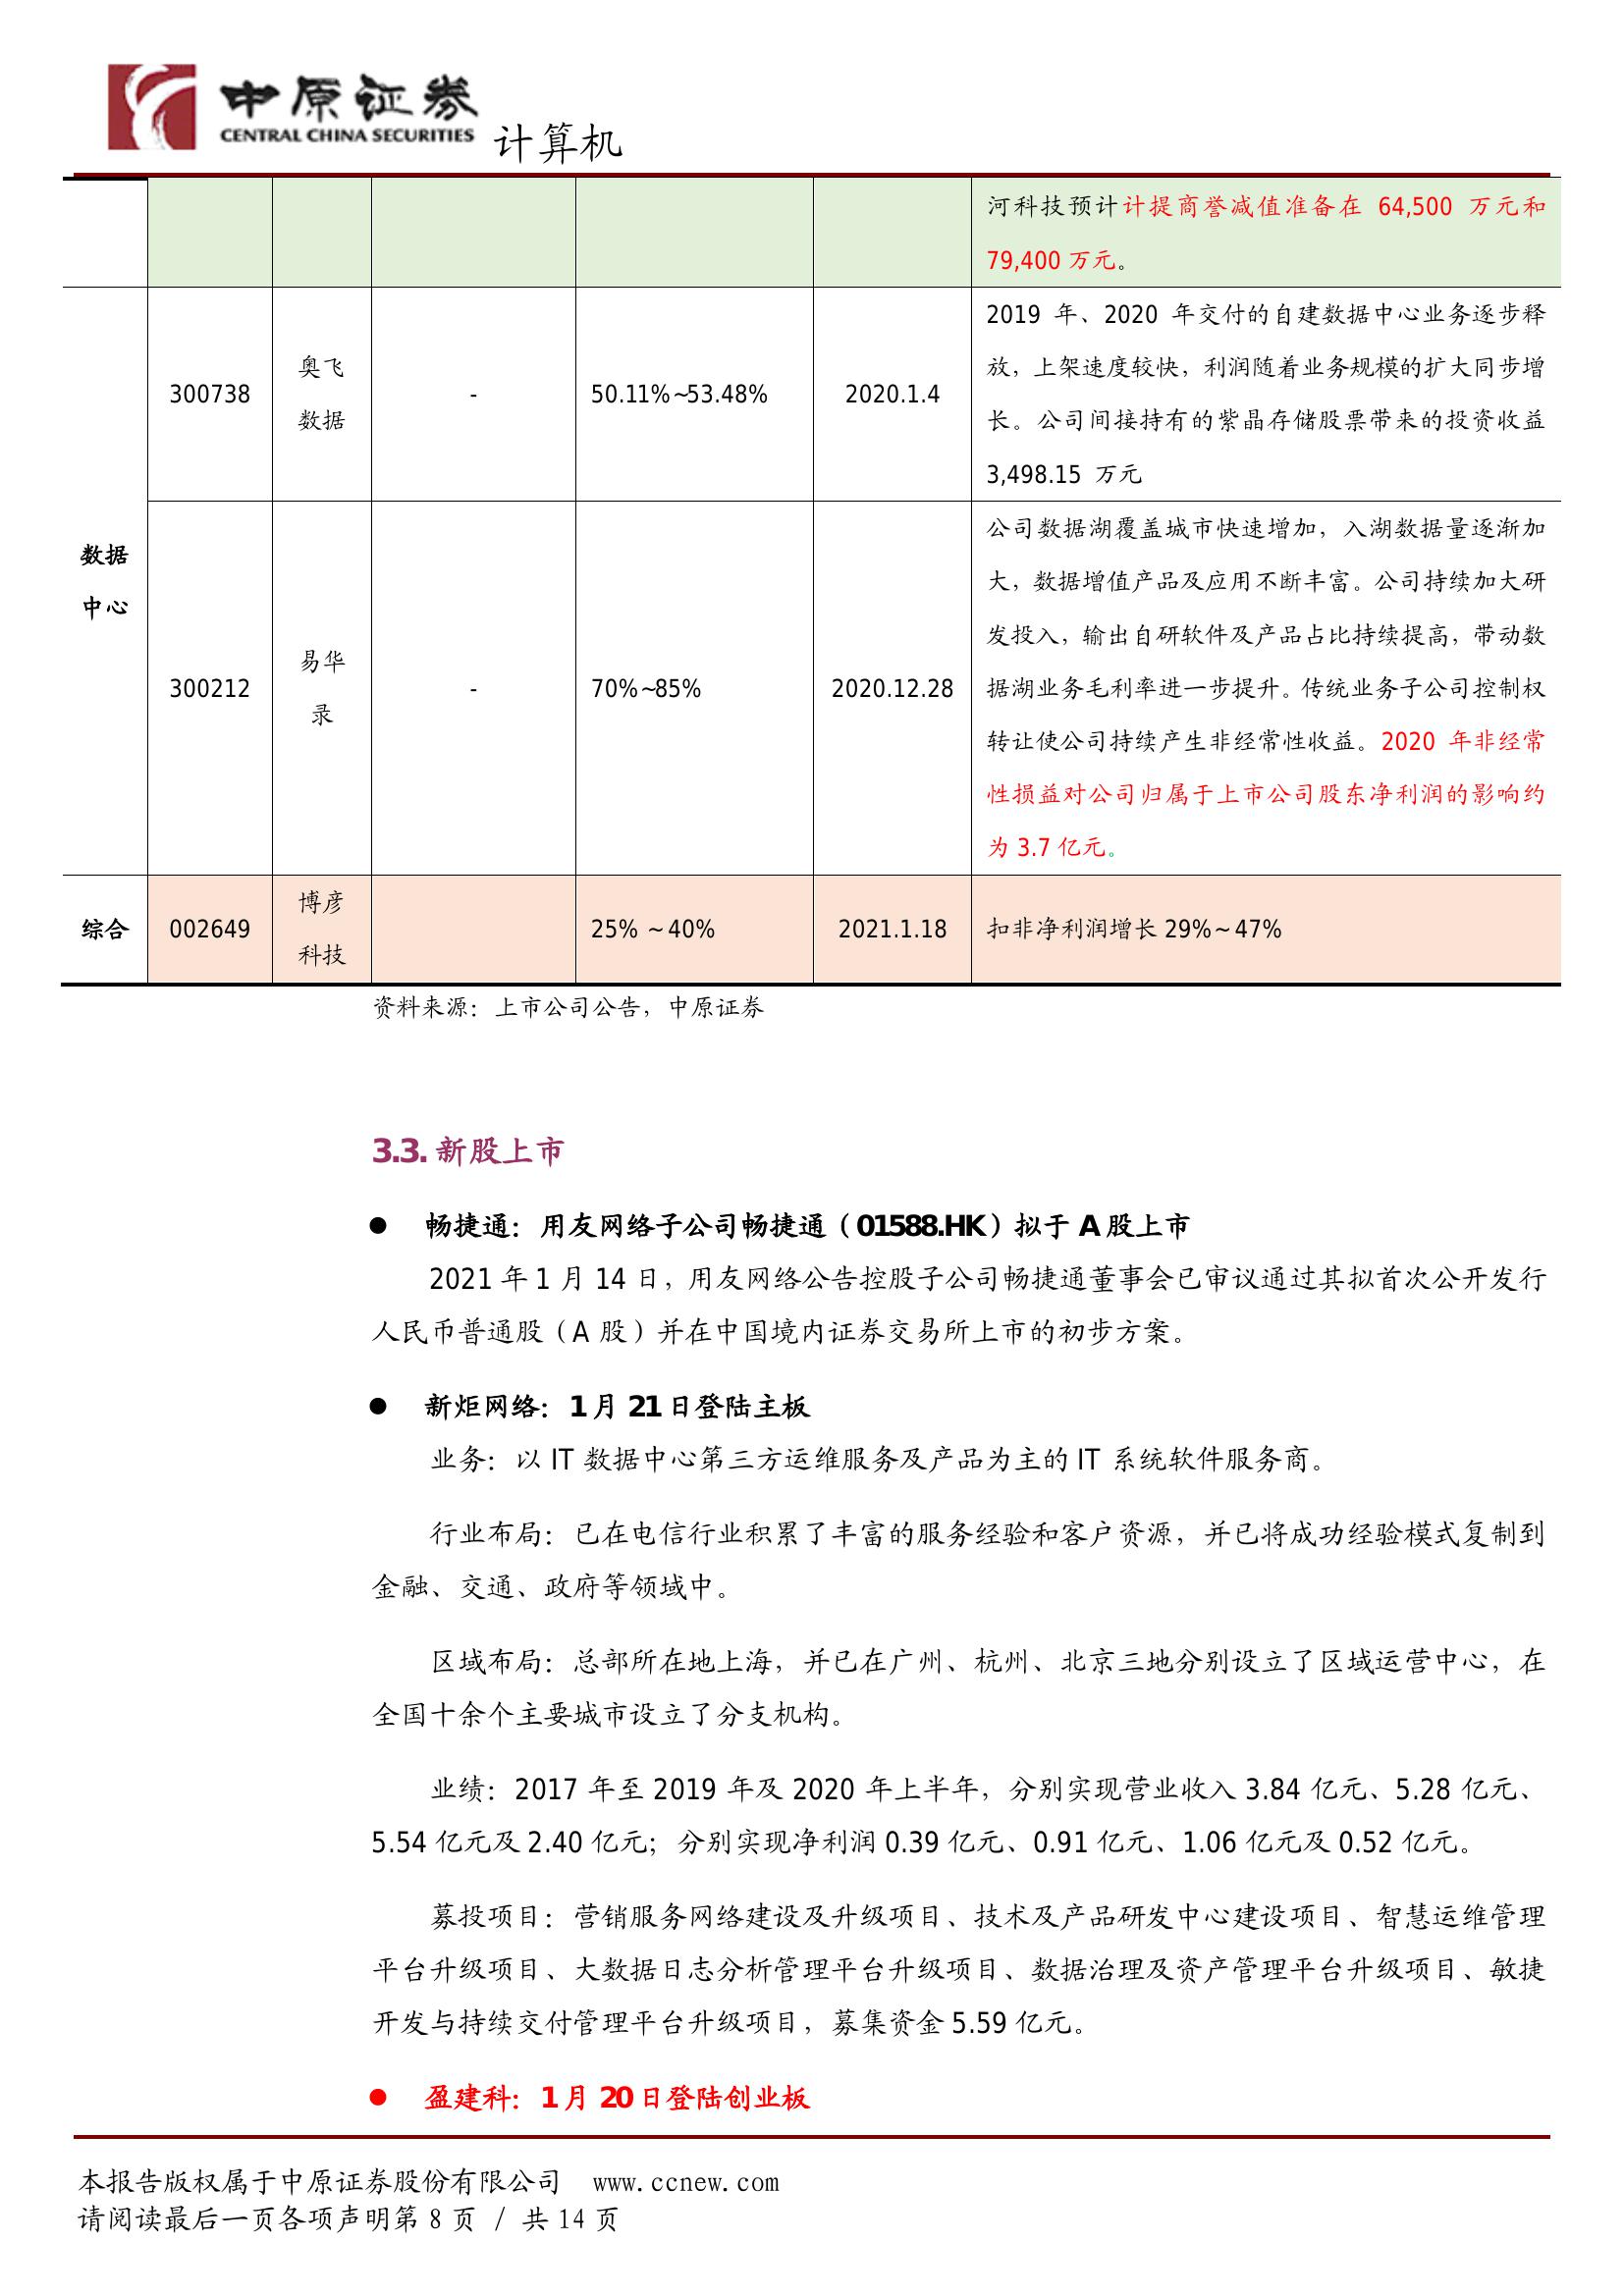 中原证券
CENTRAL CHINA SECURITIES
计算机
河科技预计计提商誉减值准备在 64,500 万元和
79,400 万元。
数据
中心
300738
奥飞
数据
-
50.11%~53.48%
2020.1.4
2019 年、2020 年交付的自建数据中心业务逐步释
放，上架速度较快，利润随着业务规模的扩大同步增
长。公司间接持有的紫晶存储股票带来的投资收益
3,498.15 万元
300212
易华
录
-
70%~85%
2020.12.28
公司数据湖覆盖城市快速增加，入湖数据量逐渐加
大，数据增值产品及应用不断丰富。公司持续加大研
发投入，输出自研软件及产品占比持续提高，带动数
据湖业务毛利率进一步提升。传统业务子公司控制权
转让使公司持续产生非经常性收益。2020 年非经常
性损益对公司归属于上市公司股东净利润的影响约
为 3.7 亿元。
综合
002649
博彦
科技
25% ~ 40%
2021.1.18
扣非净利润增长 29%~ 47%
资料来源：上市公司公告，中原证券
3.3. 新股上市
● 畅捷通：用友网络子公司畅捷通（01588.HK）拟于 A 股上市
2021 年 1 月 14 日，用友网络公告控股子公司畅捷通董事会已审议通过其拟首次公开发行
人民币普通股（A 股）并在中国境内证券交易所上市的初步方案。
● 新炬网络：1 月 21 日登陆主板
业务：以 IT 数据中心第三方运维服务及产品为主的 IT 系统软件服务商。
行业布局：已在电信行业积累了丰富的服务经验和客户资源，并已将成功经验模式复制到
金融、交通、政府等领域中。
区域布局：总部所在地上海，并已在广州、杭州、北京三地分别设立了区域运营中心，在
全国十余个主要城市设立了分支机构。
业绩：2017 年至 2019 年及 2020 年上半年，分别实现营业收入 3.84 亿元、5.28 亿元、
5.54 亿元及 2.40 亿元；分别实现净利润 0.39 亿元、0.91 亿元、1.06 亿元及 0.52 亿元。
募投项目：营销服务网络建设及升级项目、技术及产品研发中心建设项目、智慧运维管理
平台升级项目、大数据日志分析管理平台升级项目、数据治理及资产管理平台升级项目、敏捷
开发与持续交付管理平台升级项目，募集资金 5.59 亿元。
● 盈建科：1 月 20 日登陆创业板
本报告版权属于中原证券股份有限公司 www.ccnew.com
请阅读最后一页各项声明第 8 页 / 共 14 页